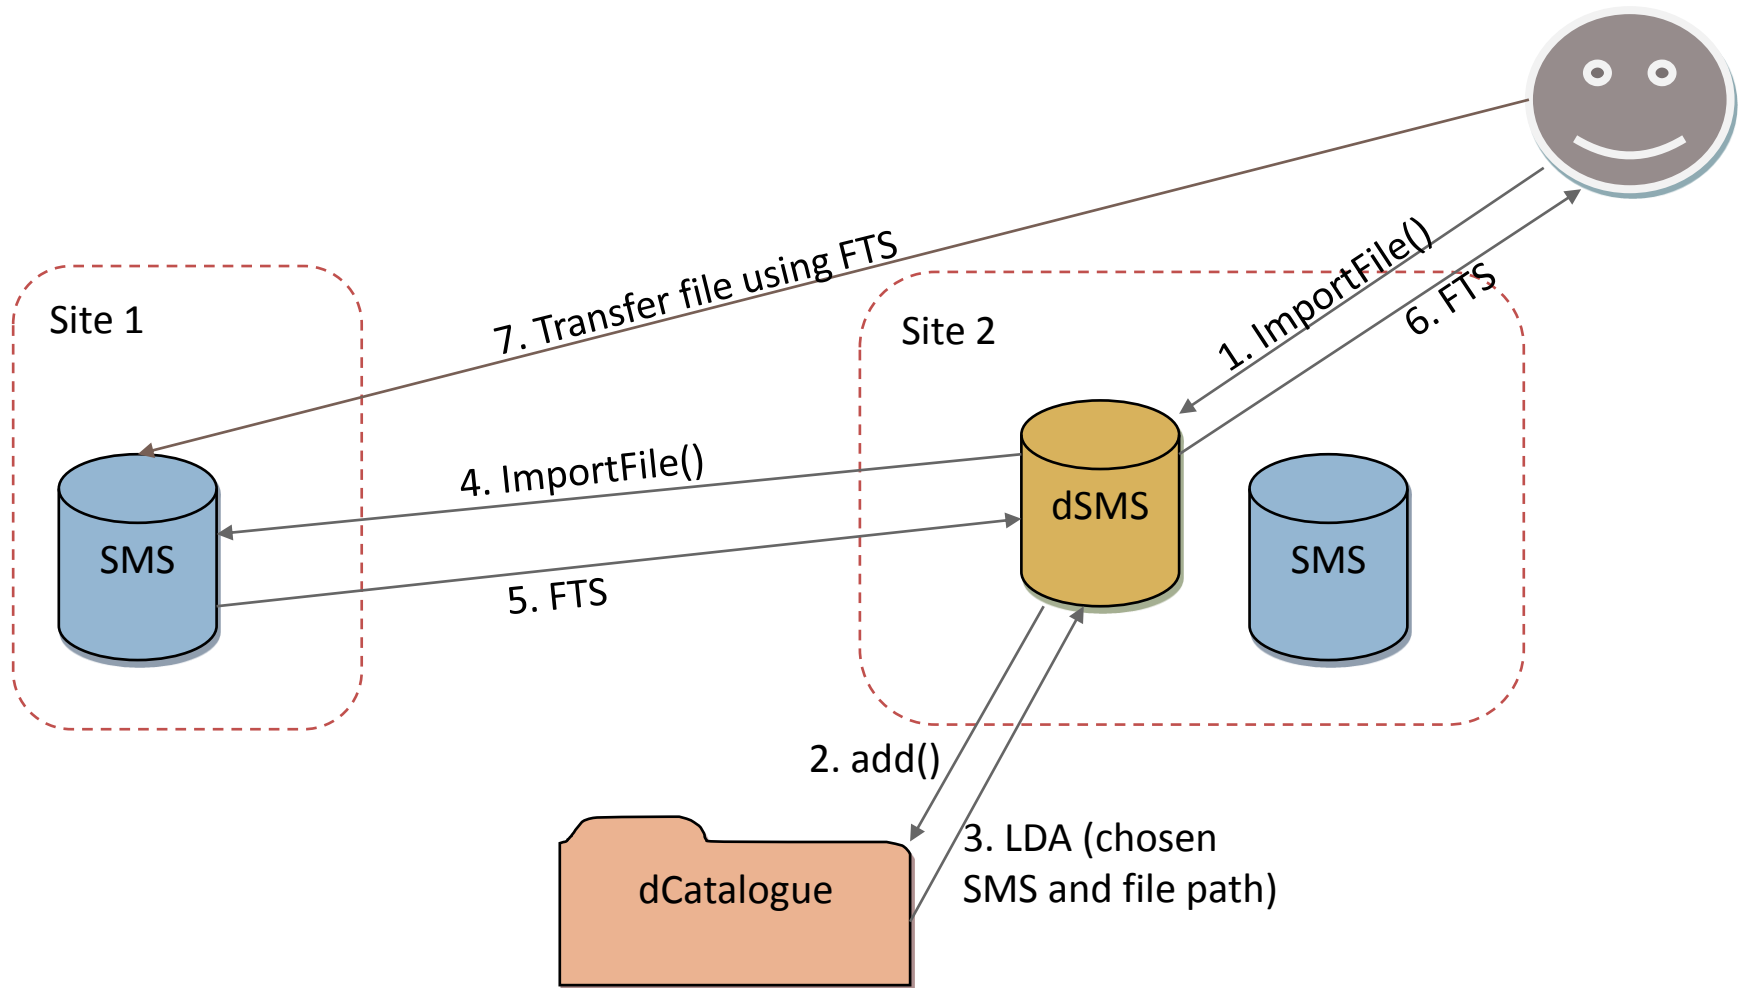 7. Transfer file using FTS
1. ImportFile()
6. FTS
Site 1
Site 2
4. ImportFile()
dSMS
SMS
SMS
5. FTS
2. add()
3. LDA (chosen
SMS and file path)
dCatalogue